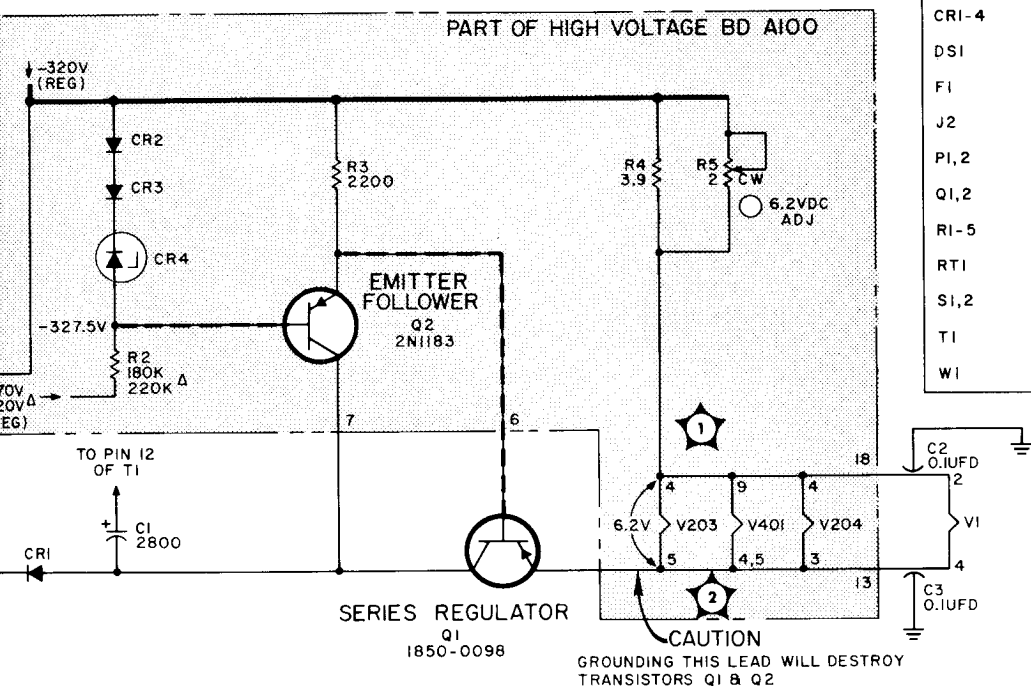 PART OF HIGH VOLTAGE BD A100
-320V
(REG)
CR2
CR3
CR4
R3
2200
R4
3.9
R5
2
CW
6.2VDC
ADJ
EMITTER
FOLLOWER
Q2
2N1183
-327.5V
R2
180K
220K Δ
70V
20V Δ
EG)
7
6
1
18
C2
0.1UFD
TO PIN 12
OF T1
+
C1
2800
CR1
4
9
4
2
6.2V
V203
V401
V204
V1
5
4,5
3
4
13
2
C3
0.1UFD
SERIES REGULATOR
Q1
1850-0098
CAUTION
GROUNDING THIS LEAD WILL DESTROY
TRANSISTORS Q1 & Q2
CR1-4
DS1
F1
J2
P1,2
Q1,2
R1-5
RT1
S1,2
T1
W1